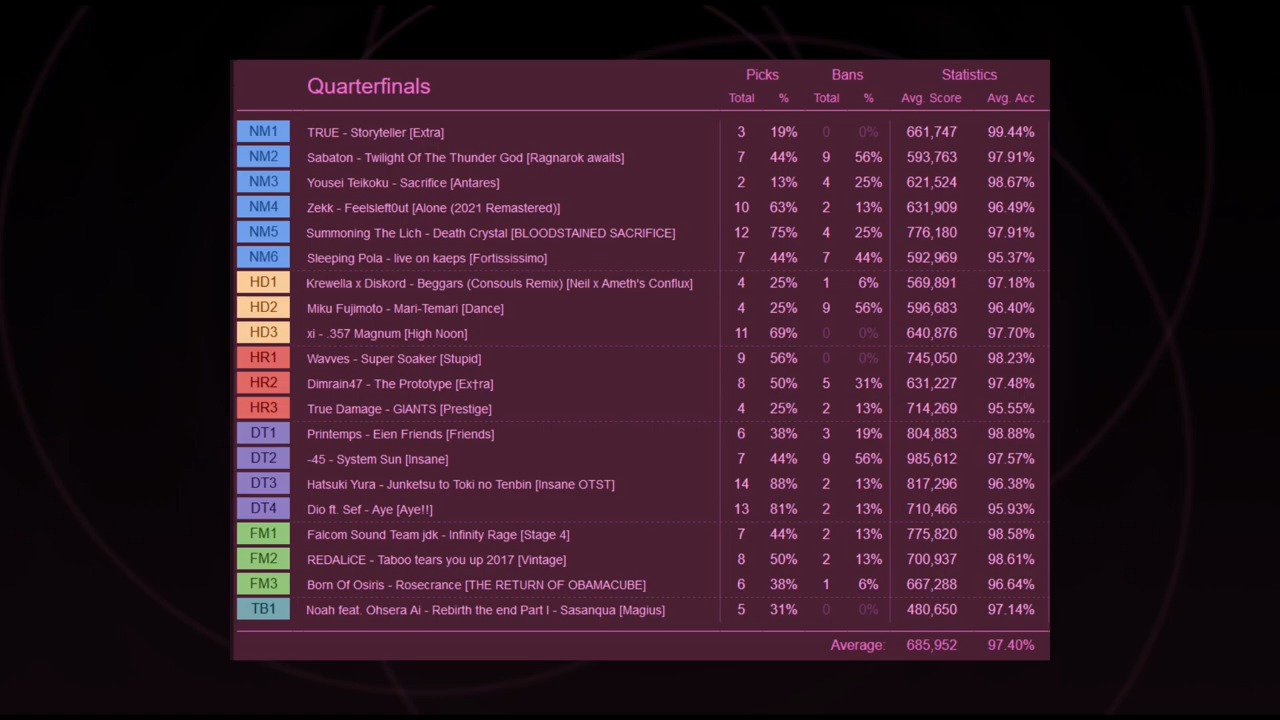 Quarterfinals Picks Bans Statistics
Total % Total % Avg. Score Avg. Acc
NM1 TRUE - Storyteller [Extra] 3 19% 0 0% 661,747 99.44%
NM2 Sabaton - Twilight Of The Thunder God [Ragnarok awaits] 7 44% 9 56% 593,763 97.91%
NM3 Yousei Teikoku - Sacrifice [Antares] 2 13% 4 25% 621,524 98.67%
NM4 Zekk - Feelsleft0ut [Alone (2021 Remastered)] 10 63% 2 13% 631,909 96.49%
NM5 Summoning The Lich - Death Crystal [BLOODSTAINED SACRIFICE] 12 75% 4 25% 776,180 97.91%
NM6 Sleeping Pola - live on kaeps [Fortississimo] 7 44% 7 44% 592,969 95.37%
HD1 Krewella x Diskord - Beggars (Consouls Remix) [Neil x Ameth's Conflux] 4 25% 1 6% 569,891 97.18%
HD2 Miku Fujimoto - Mari-Temari [Dance] 4 25% 9 56% 596,683 96.40%
HD3 xi - .357 Magnum [High Noon] 11 69% 0 0% 640,876 97.70%
HR1 Wavves - Super Soaker [Stupid] 9 56% 0 0% 745,050 98.23%
HR2 Dimrain47 - The Prototype [Ex†ra] 8 50% 5 31% 631,227 97.48%
HR3 True Damage - GIANTS [Prestige] 4 25% 2 13% 714,269 95.55%
DT1 Printemps - Eien Friends [Friends] 6 38% 3 19% 804,883 98.88%
DT2 -45 - System Sun [Insane] 7 44% 9 56% 985,612 97.57%
DT3 Hatsuki Yura - Junketsu to Toki no Tenbin [Insane OTST] 14 88% 2 13% 817,296 96.38%
DT4 Dio ft. Sef - Aye [Aye!!] 13 81% 2 13% 710,466 95.93%
FM1 Falcom Sound Team jdk - Infinity Rage [Stage 4] 7 44% 2 13% 775,820 98.58%
FM2 REDALiCE - Taboo tears you up 2017 [Vintage] 8 50% 2 13% 700,937 98.61%
FM3 Born Of Osiris - Rosecrance [THE RETURN OF OBAMACUBE] 6 38% 1 6% 667,288 96.64%
TB1 Noah feat. Ohsera Ai - Rebirth the end Part I - Sasanqua [Magius] 5 31% 0 0% 480,650 97.14%
Average: 685,952 97.40%